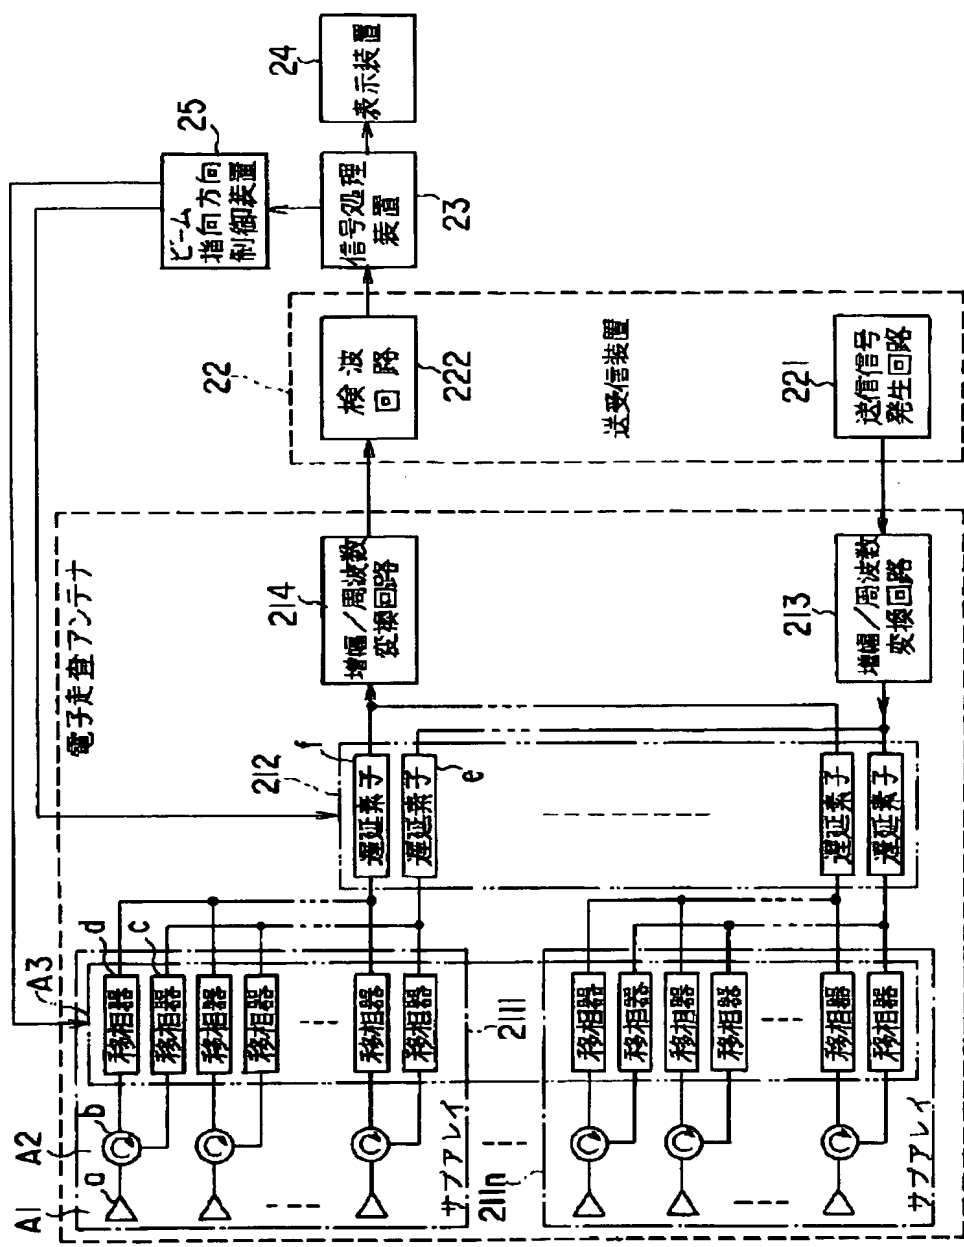 電子走査アンテナ
A1
A2
A3
a
b
d
c
移相器
移相器
移相器
移相器
移相器
移相器
サブアレイ
2111
211n
移相器
移相器
移相器
移相器
移相器
移相器
サブアレイ
212
f
遅延素子
遅延素子
e
遅延素子
遅延素子
214
増幅/周波数
変換回路
213
増幅/周波数
変換回路
22
検波
回路
222
送受信装置
221
送信信号
発生回路
25
ビーム
指向方向
制御装置
信号処理
装置
23
24
表示装置